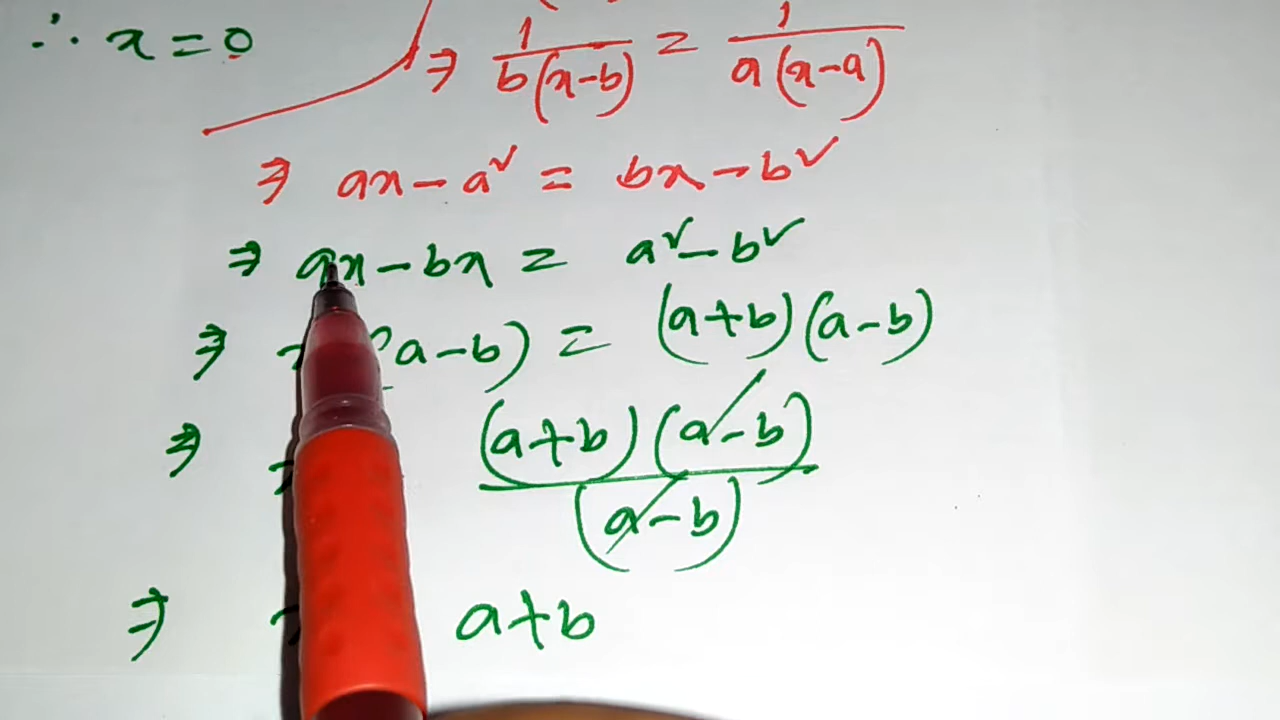 ∴ x = 0
⇒ 1/b(x-b) = 1/a(x-a)
⇒ ax - a² = bx - b²
⇒ ax - bx = a² - b²
⇒ (a-b) = (a+b)(a-b)
⇒ (a+b)(a-b)/(a-b)
⇒ a+b